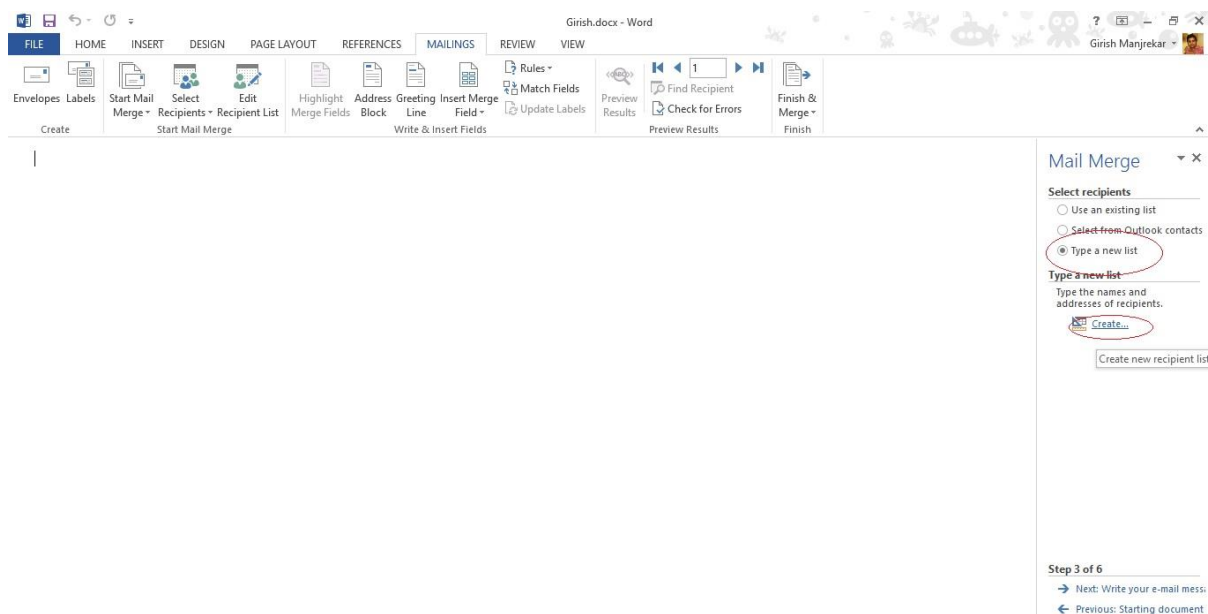 Girish.docx - Word
FILE HOME INSERT DESIGN PAGE LAYOUT REFERENCES MAILINGS REVIEW VIEW
Girish Manjrekar
Envelopes Labels Start Mail Merge Select Recipients Edit Recipient List Highlight Merge Fields Address Block Greeting Line Insert Merge Field Rules Match Fields Update Labels Preview Results 1 Find Recipient Check for Errors Finish & Merge
Create Start Mail Merge Write & Insert Fields Preview Results Finish
Mail Merge
Select recipients
Use an existing list
Select from Outlook contacts
Type a new list
Type a new list
Type the names and
addresses of recipients.
Create...
Create new recipient list
Step 3 of 6
Next: Write your e-mail mess
Previous: Starting document